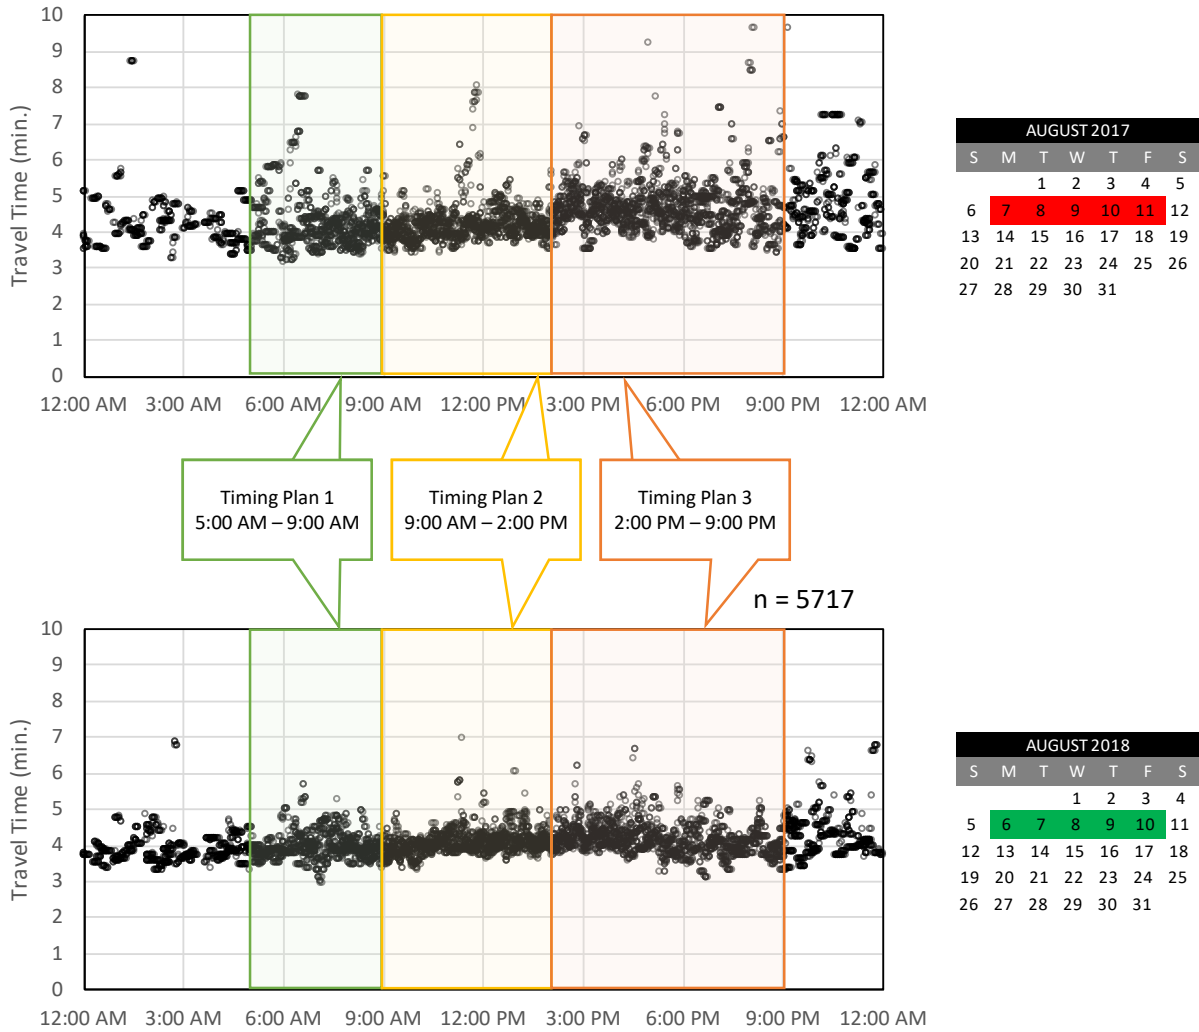 10
9
8
7
6
5
4
3
2
1
0
Travel Time (min.)
12:00 AM 3:00 AM 6:00 AM 9:00 AM 12:00 PM 3:00 PM 6:00 PM 9:00 PM 12:00 AM
AUGUST 2017
S M T W T F S
1 2 3 4 5
6 7 8 9 10 11 12
13 14 15 16 17 18 19
20 21 22 23 24 25 26
27 28 29 30 31
Timing Plan 1
5:00 AM – 9:00 AM
Timing Plan 2
9:00 AM – 2:00 PM
Timing Plan 3
2:00 PM – 9:00 PM
n = 5717
10
9
8
7
6
5
4
3
2
1
0
Travel Time (min.)
12:00 AM 3:00 AM 6:00 AM 9:00 AM 12:00 PM 3:00 PM 6:00 PM 9:00 PM 12:00 AM
AUGUST 2018
S M T W T F S
1 2 3 4
5 6 7 8 9 10 11
12 13 14 15 16 17 18
19 20 21 22 23 24 25
26 27 28 29 30 31